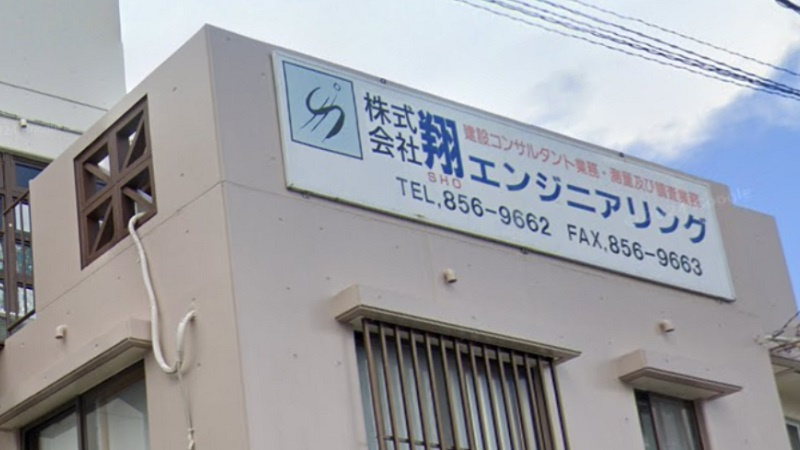 株式会社
翔
SHO
建設コンサルタント業務・測量及び調査業務
エンジニアリング
TEL.856-9662 FAX.856-9663
Google